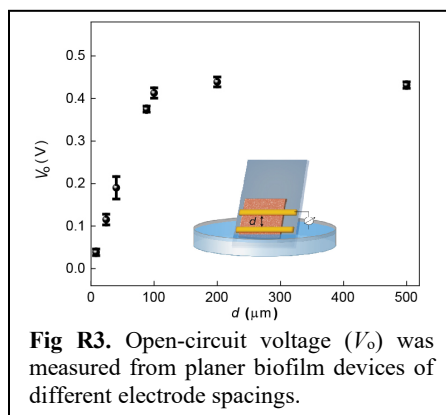 0.5
0.4
0.3
0.2
0.1
0.0
Vo (V)
d
0 100 200 300 400 500
d (μm)
Fig R3. Open-circuit voltage (Vo) was
measured from planer biofilm devices of
different electrode spacings.